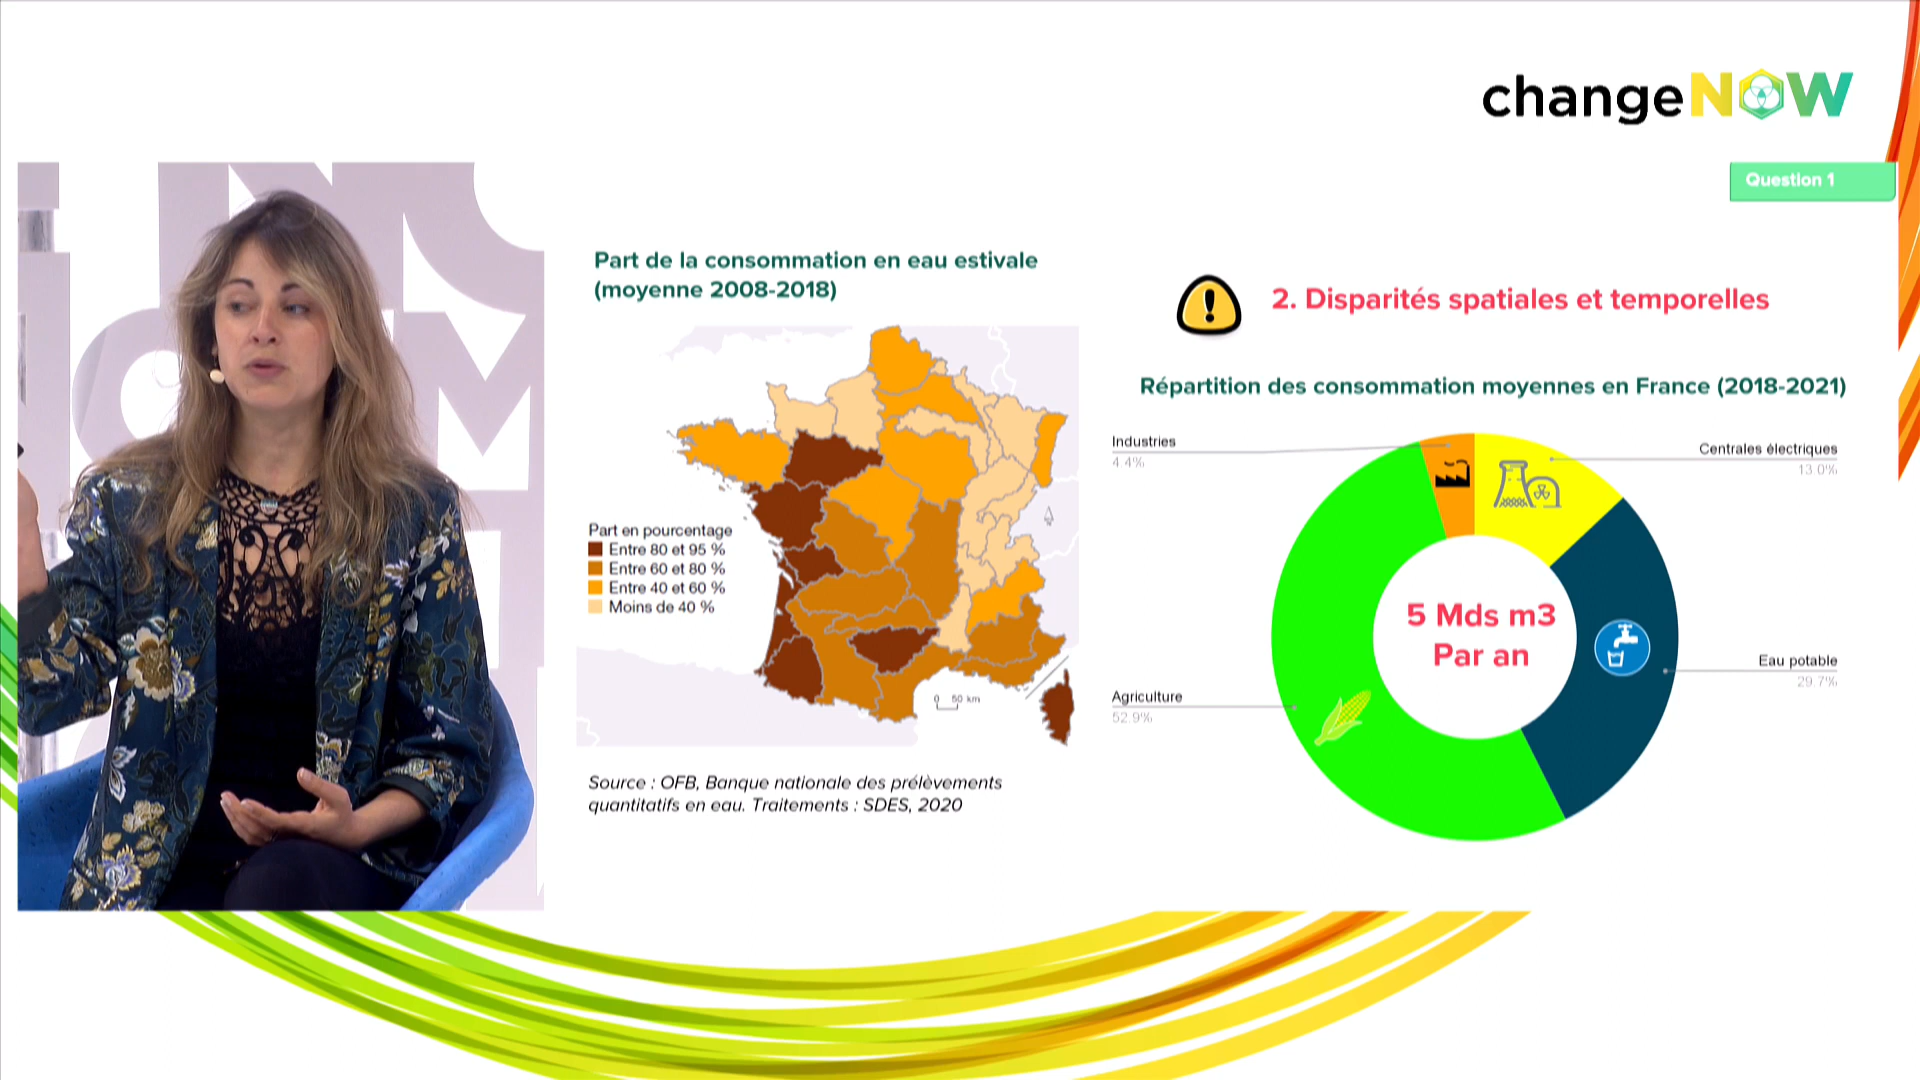 changeNOW
Question 1
Part de la consommation en eau estivale
(moyenne 2008-2018)
Part en pourcentage
Entre 80 et 95 %
Entre 60 et 80 %
Entre 40 et 60 %
Moins de 40 %
0 50 km
Source : OFB, Banque nationale des prélèvements
quantitatifs en eau. Traitements : SDES, 2020
2. Disparités spatiales et temporelles
Répartition des consommation moyennes en France (2018-2021)
Industries
4.4%
Centrales électriques
13.0%
5 Mds m3
Par an
Eau potable
29.7%
Agriculture
52.9%